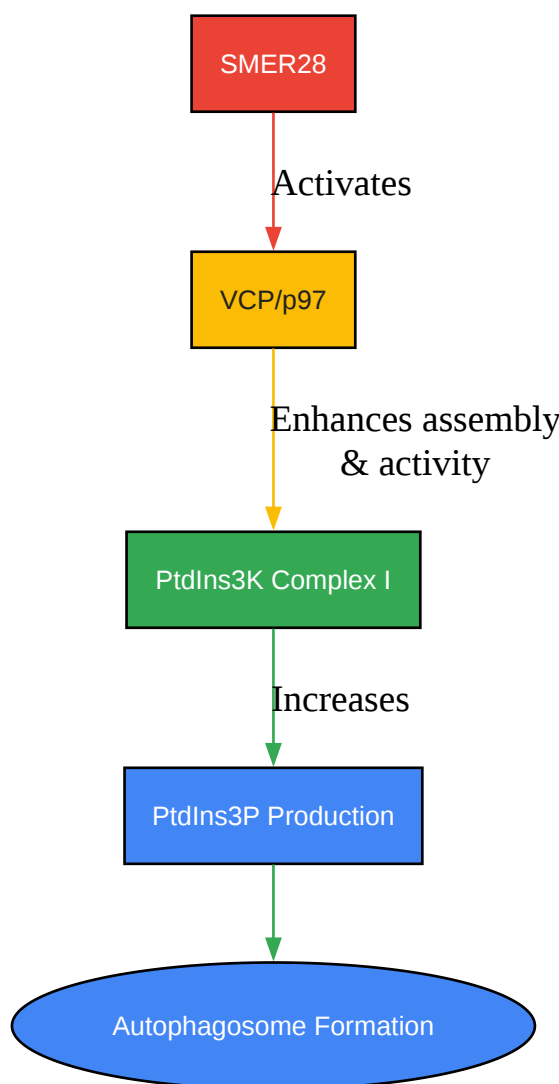 SMER28
Activates
VCP/p97
Enhances assembly
& activity
PtdIns3K Complex I
Increases
PtdIns3P Production
Autophagosome Formation